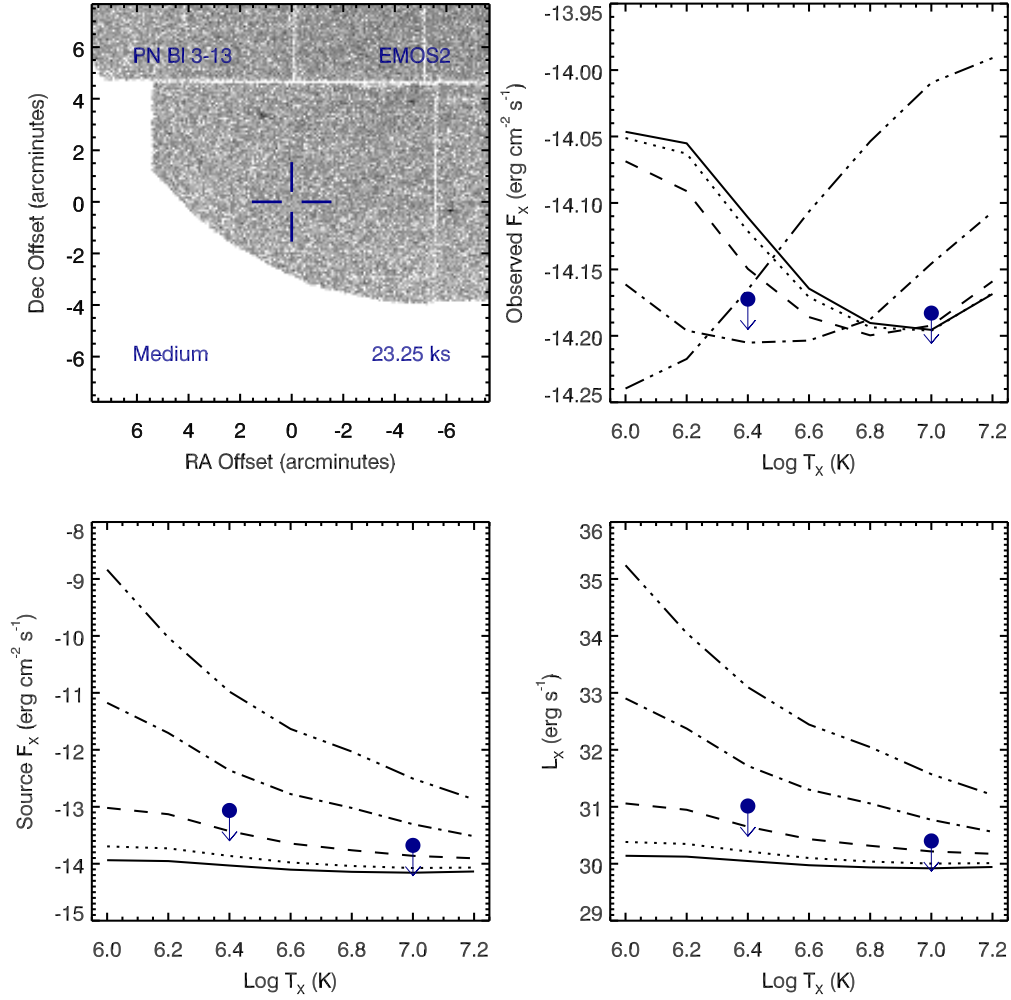 PN Bl 3-13 EMOS2
Medium 23.25 ks
6
4
2
0
-2
-4
-6
Dec Offset (arcminutes)
6 4 2 0 -2 -4 -6
RA Offset (arcminutes)
-13.95
-14.00
-14.05
-14.10
-14.15
-14.20
-14.25
Observed Fx (erg cm-2 s-1)
6.0 6.2 6.4 6.6 6.8 7.0 7.2
Log Tx (K)
-8
-9
-10
-11
-12
-13
-14
-15
Source Fx (erg cm-2 s-1)
6.0 6.2 6.4 6.6 6.8 7.0 7.2
Log Tx (K)
36
35
34
33
32
31
30
29
Lx (erg s-1)
6.0 6.2 6.4 6.6 6.8 7.0 7.2
Log Tx (K)